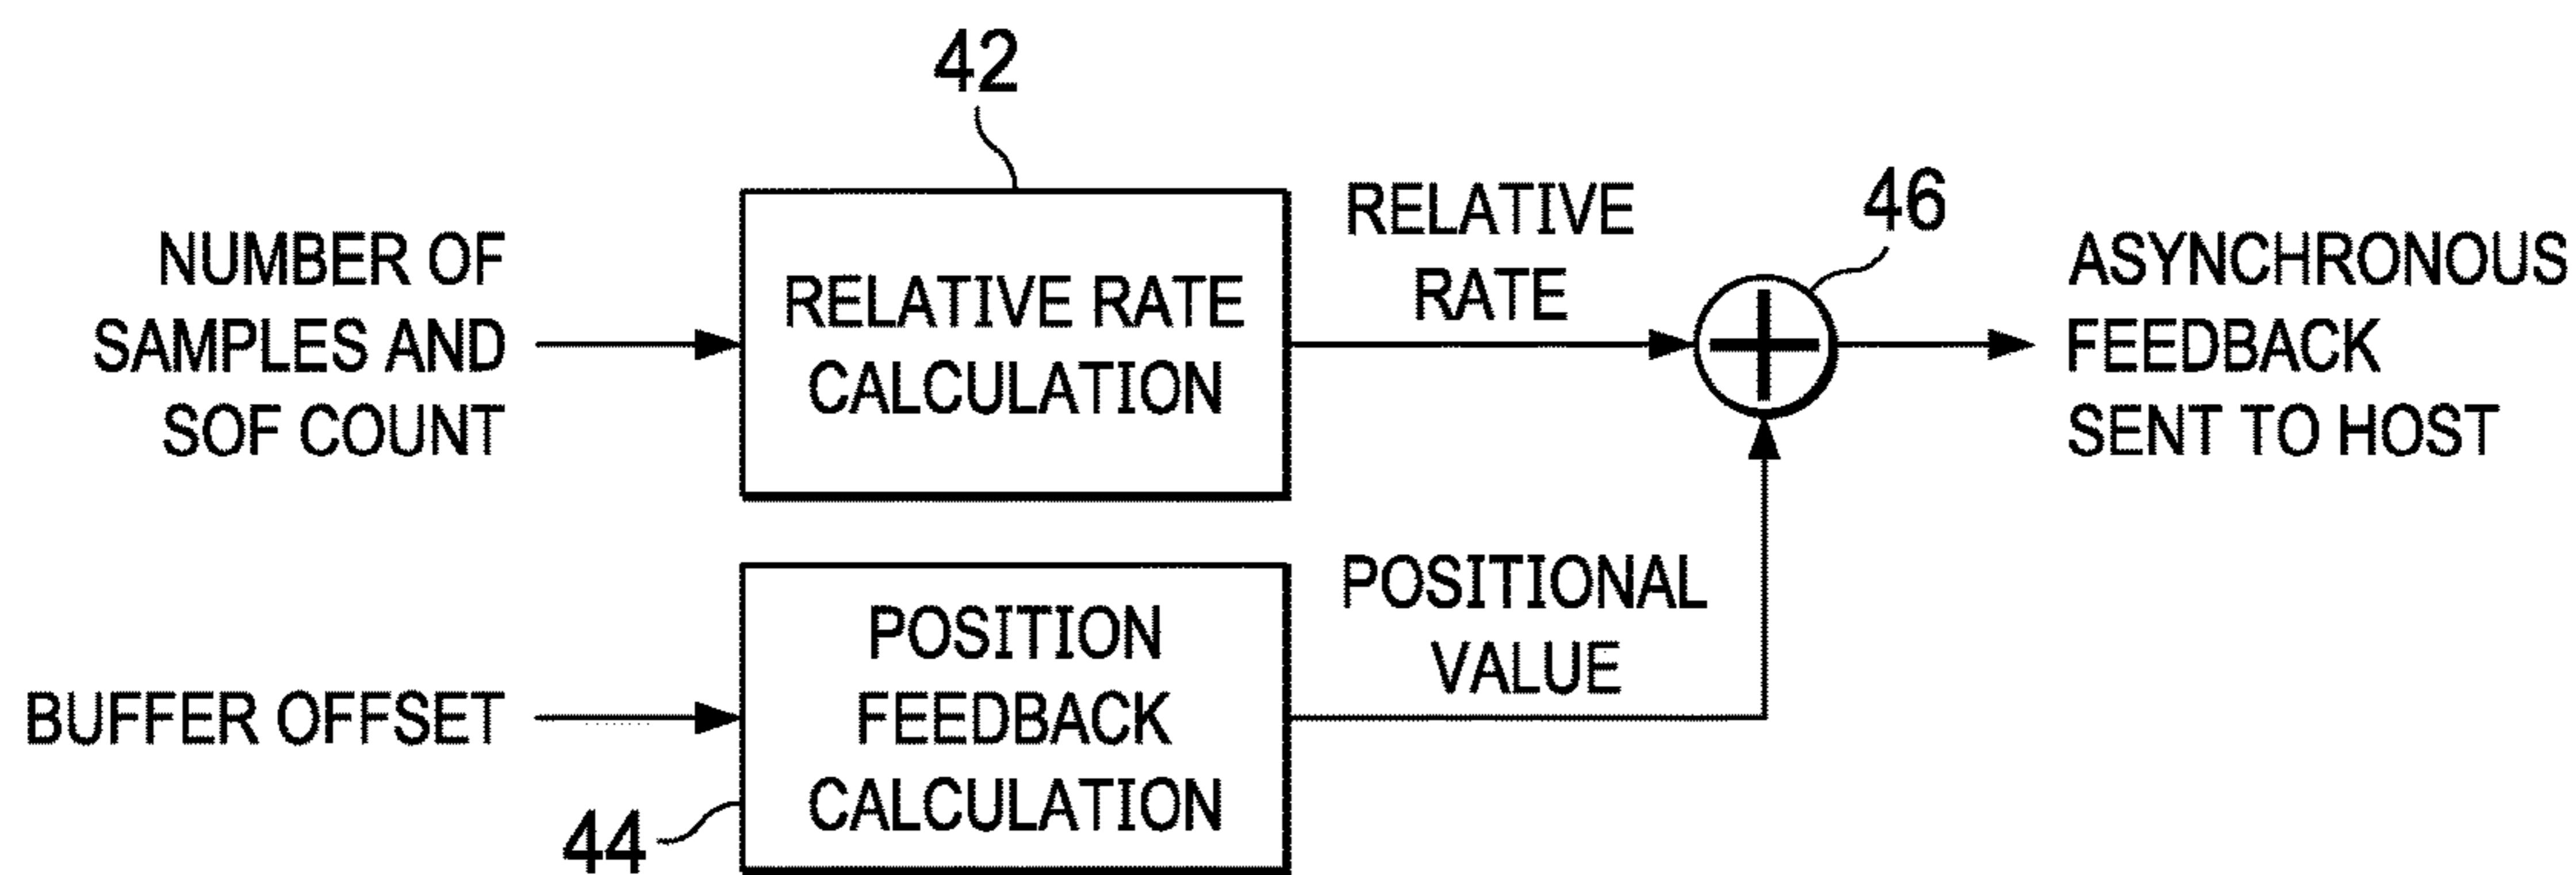 42
NUMBER OF
SAMPLES AND
SOF COUNT
RELATIVE RATE
CALCULATION
RELATIVE
RATE
46
ASYNCHRONOUS
FEEDBACK
SENT TO HOST
BUFFER OFFSET
POSITION
FEEDBACK
CALCULATION
44
POSITIONAL
VALUE